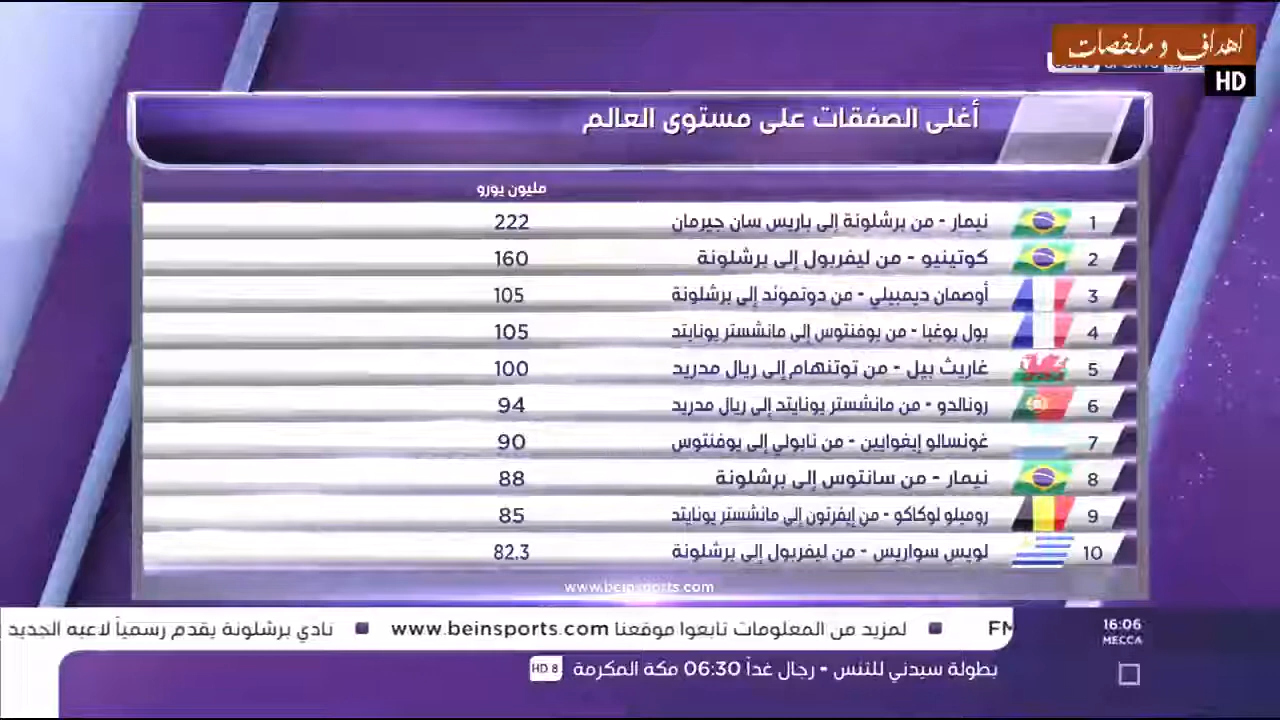 اهداف و ملخصات
HD
أغلى الصفقات على مستوى العالم
مليون يورو
1 نيمار - من برشلونة إلى باريس سان جيرمان 222
2 كوتينيو - من ليفربول إلى برشلونة 160
3 أوصمان ديمبيلي - من دوتموند إلى برشلونة 105
4 بول بوغبا - من يوفنتوس إلى مانشستر يونايتد 105
5 غاريث بيل - من توتنهام إلى ريال مدريد 100
6 رونالدو - من مانشستر يونايتد إلى ريال مدريد 94
7 غونسالو إيغوايين - من نابولي إلى يوفنتوس 90
8 نيمار - من سانتوس إلى برشلونة 88
9 روميلو لوكاكو - من إيفرتون إلى مانشستر يونايتد 85
10 لويس سواريس - من ليفربول إلى برشلونة 82.3
www.beinsports.com
لمزيد من المعلومات تابعوا موقعنا www.beinsports.com ■ نادي برشلونة يقدم رسمياً لاعبه الجديد
16:06
MECCA
بطولة سيدني للتنس - رجال غداً 06:30 مكة المكرمة HD 8